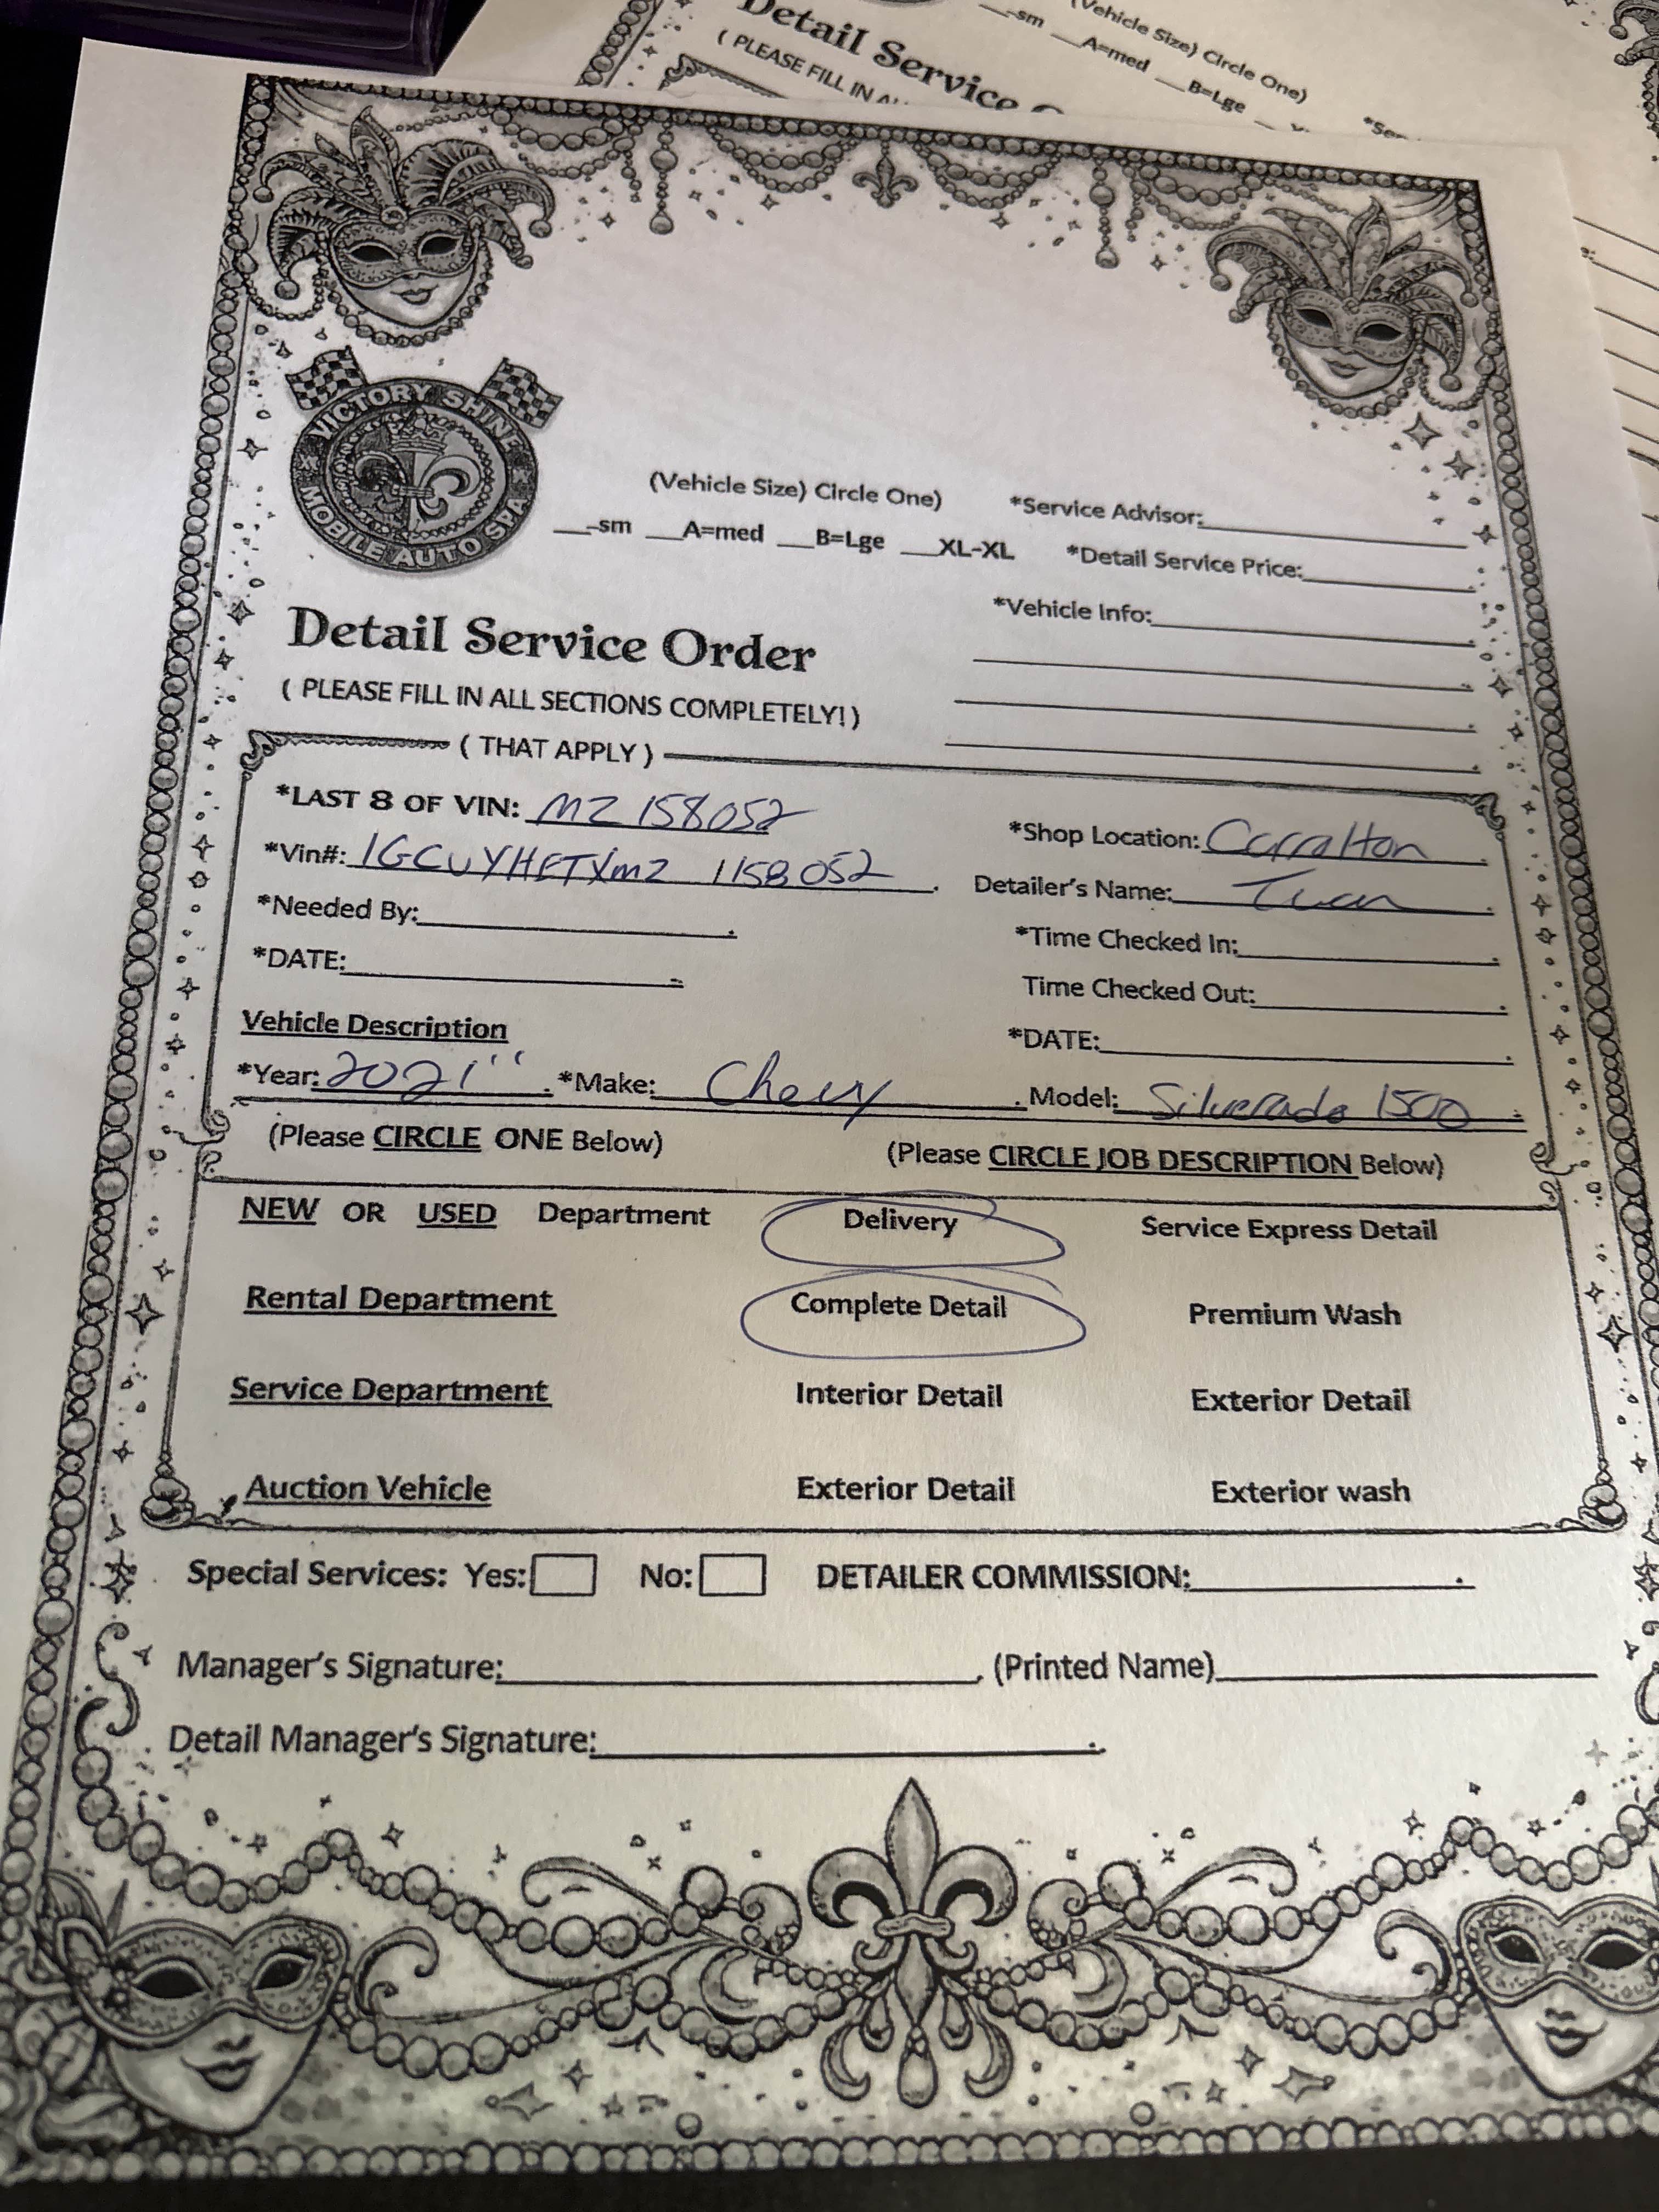 Detail Service
( PLEASE FILL IN
(Vehicle Size) Circle One)
-sm A=med B=Lge
VICTORY SHINE
MOBILE AUTO SPA
(Vehicle Size) Circle One)
___-sm ___A=med ___B=Lge ___XL-XL
*Service Advisor:
*Detail Service Price:
*Vehicle Info:
Detail Service Order
( PLEASE FILL IN ALL SECTIONS COMPLETELY! )
( THAT APPLY )
*LAST 8 OF VIN: MZ158052
*Shop Location: Carrollton
*Vin#: 1GCUYHETXMZ 1158052
Detailer's Name:
*Needed By:
*Time Checked In:
*DATE:
Time Checked Out:
Vehicle Description
*DATE:
*Year: 2021 *Make: Chevy Model: Silverado 1500
(Please CIRCLE ONE Below) (Please CIRCLE JOB DESCRIPTION Below)
NEW OR USED Department Delivery Service Express Detail
Rental Department Complete Detail Premium Wash
Service Department Interior Detail Exterior Detail
Auction Vehicle Exterior Detail Exterior wash
Special Services: Yes: No: DETAILER COMMISSION:
Manager's Signature: (Printed Name)
Detail Manager's Signature: